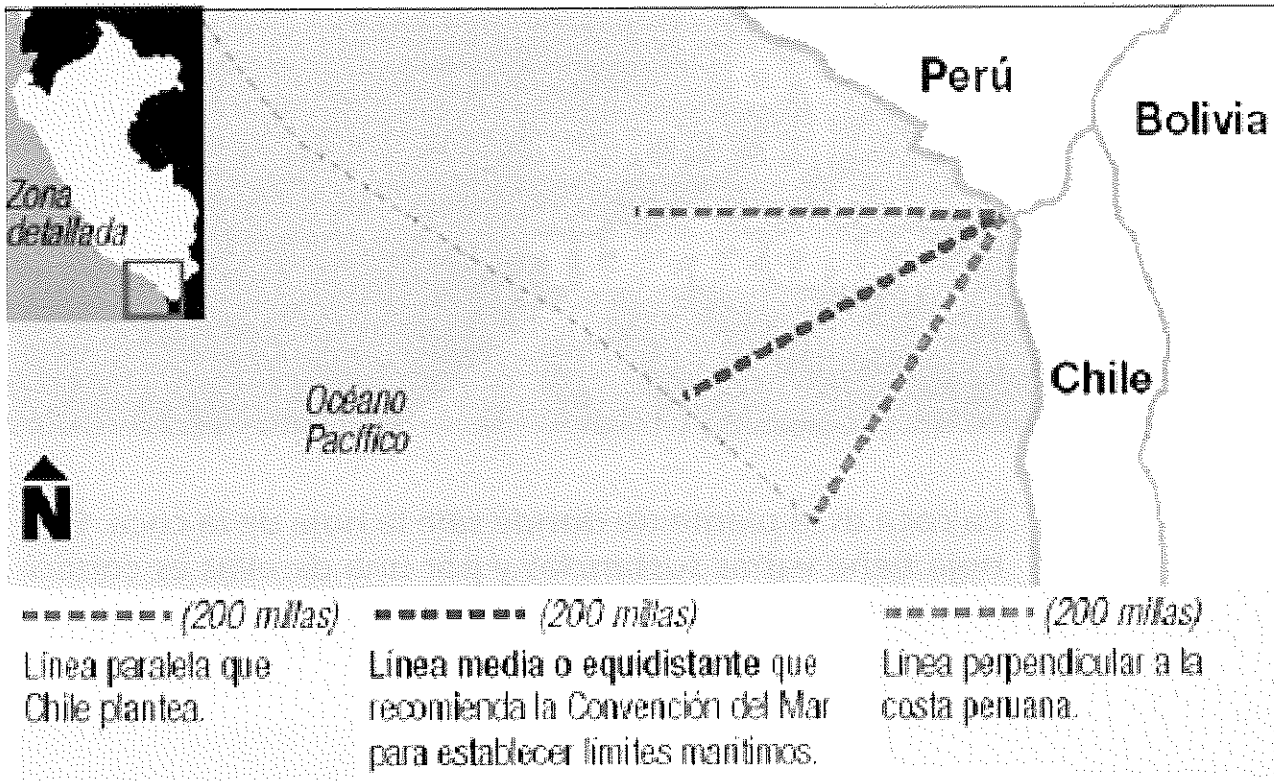 Perú
Bolivia
Zona
detallada
Chile
Océano
Pacífico
N
(200 millas)
Línea paralela que
Chile plantea.
(200 millas)
Línea media o equidistante que
recomienda la Convención del Mar
para establecer límites marítimos.
(200 millas)
Línea perpendicular a la
costa peruana.